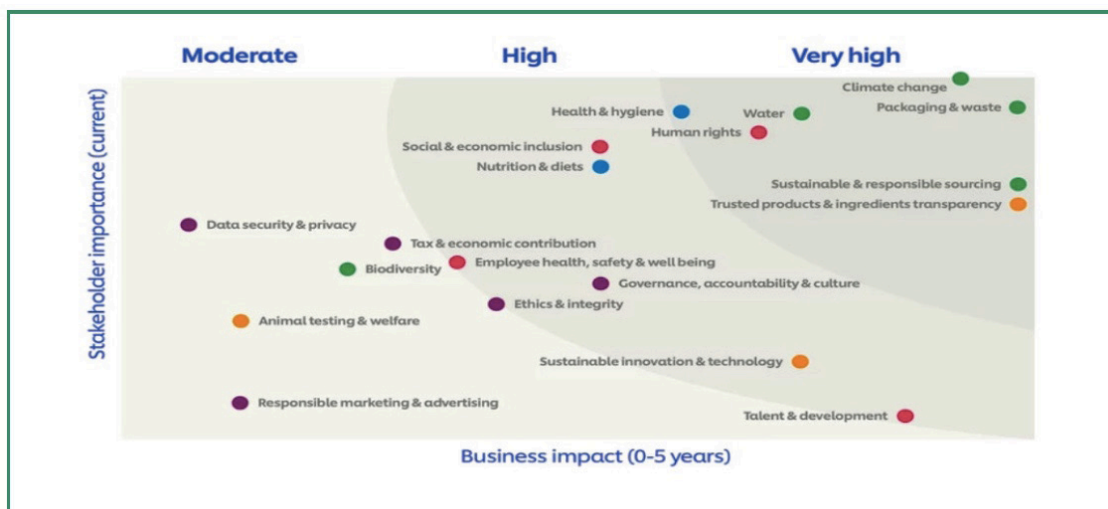 Moderate
High
Very high
Climate change
Packaging & waste
Health & hygiene
Water
Human rights
Social & economic inclusion
Nutrition & diets
Sustainable & responsible sourcing
Trusted products & ingredients transparency
Data security & privacy
Tax & economic contribution
Employee health, safety & well being
Biodiversity
Governance, accountability & culture
Ethics & integrity
Animal testing & welfare
Sustainable innovation & technology
Responsible marketing & advertising
Talent & development
Stakeholder importance (current)
Business impact (0-5 years)